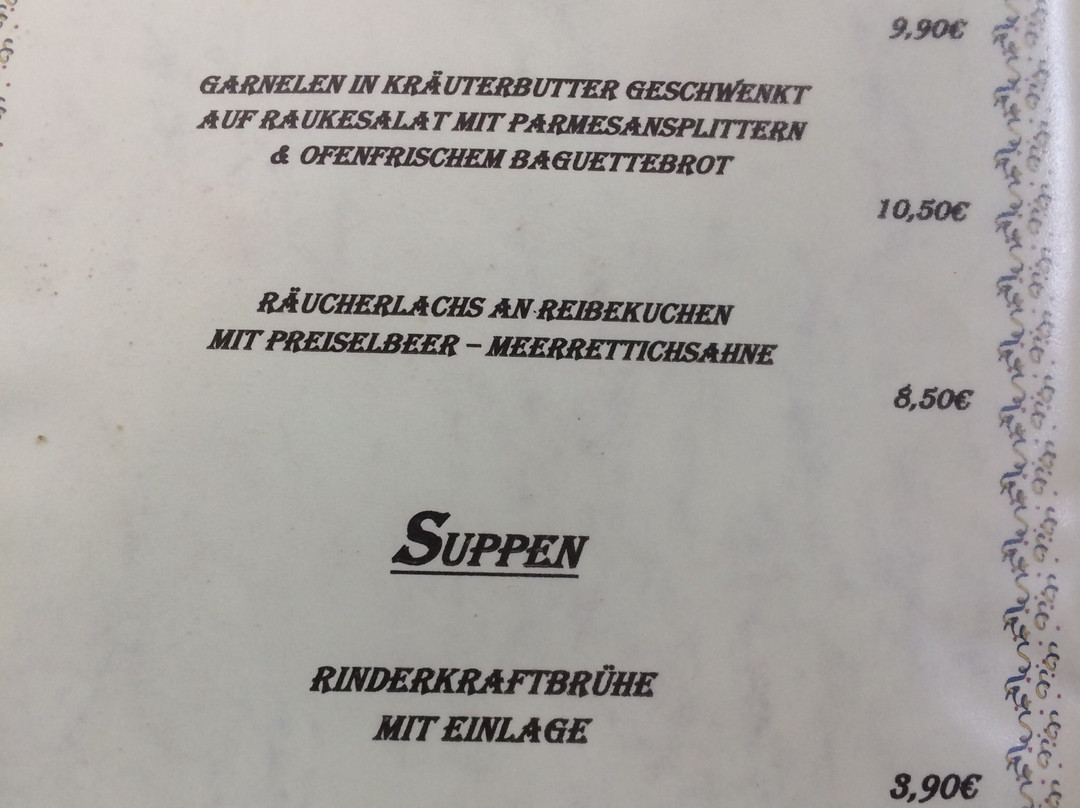 9,90€
GARNELEN IN KRÄUTERBUTTER GESCHWENKT
AUF RAUKESALAT MIT PARMESANSPLITTERN
& OFENFRISCHEM BAGUETTEBROT
10,50€
RÄUCHERLACHS AN REIBEKUCHEN
MIT PREISELBEER – MEERRETTICHSAHNE
8,50€
SUPPEN
RINDERKRAFTBRÜHE
MIT EINLAGE
3,90€